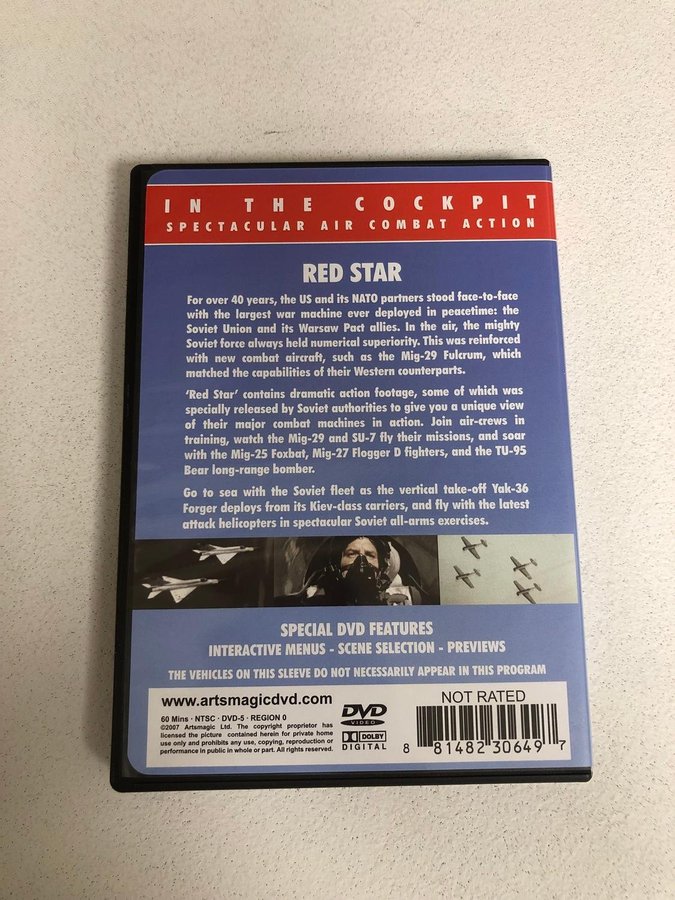 IN THE COCKPIT
SPECTACULAR AIR COMBAT ACTION
RED STAR
For over 40 years, the US and its NATO partners stood face-to-face
with the largest war machine ever deployed in peacetime: the
Soviet Union and its Warsaw Pact allies. In the air, the mighty
Soviet force always held numerical superiority. This was reinforced
with new combat aircraft, such as the Mig-29 Fulcrum, which
matched the capabilities of their Western counterparts.
'Red Star' contains dramatic action footage, some of which was
specially released by Soviet authorities to give you a unique view
of their major combat machines in action. Join air-crews in
training, watch the Mig-29 and SU-7 fly their missions, and soar
with the Mig-25 Foxbat, Mig-27 Flogger D fighters, and the TU-95
Bear long-range bomber.
Go to sea with the Soviet fleet as the vertical take-off Yak-36
Forger deploys from its Kiev-class carriers, and fly with the latest
attack helicopters in spectacular Soviet all-arms exercises.
SPECIAL DVD FEATURES
INTERACTIVE MENUS - SCENE SELECTION - PREVIEWS
THE VEHICLES ON THIS SLEEVE DO NOT NECESSARILY APPEAR IN THIS PROGRAM
www.artsmagicdvd.com
60 Mins · NTSC · DVD-5 · REGION 0
©2007 Artsmagic Ltd. The copyright proprietor has
licensed the picture contained herein for private home
use only and prohibits any use, copying, reproduction or
performance in public in whole or part. All rights reserved.
DVD
VIDEO
DOLBY
DIGITAL
NOT RATED
8 81482 30649 7